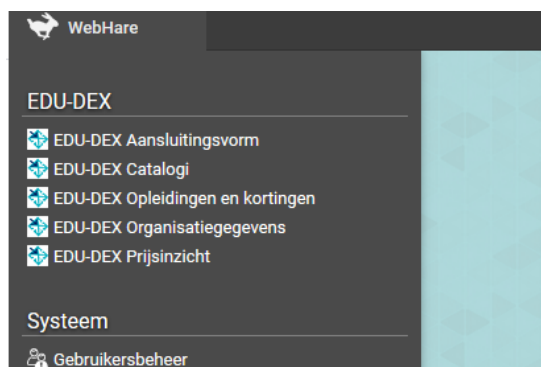 WebHare
EDU-DEX
EDU-DEX Aansluitingsvorm
EDU-DEX Catalogi
EDU-DEX Opleidingen en kortingen
EDU-DEX Organisatiegegevens
EDU-DEX Prijsinzicht
Systeem
Gebruikersbeheer